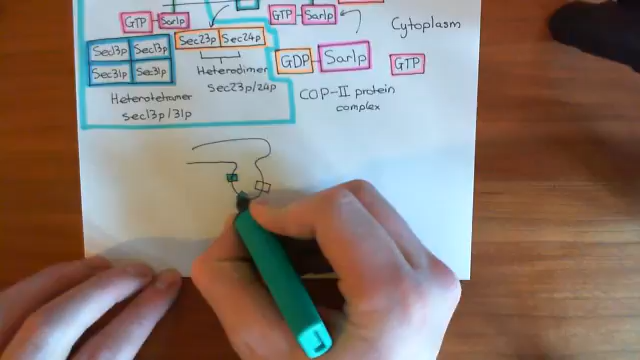 GTP Sar1p
GTP Sar1p
Cytoplasm
Sec13p Sec13p
Sec31p Sec31p
Sec23p Sec24p
GDP Sar1p
GTP
Heterodimer
sec23p/24p
Heterotetramer
sec13p/31p
COP-II protein
complex